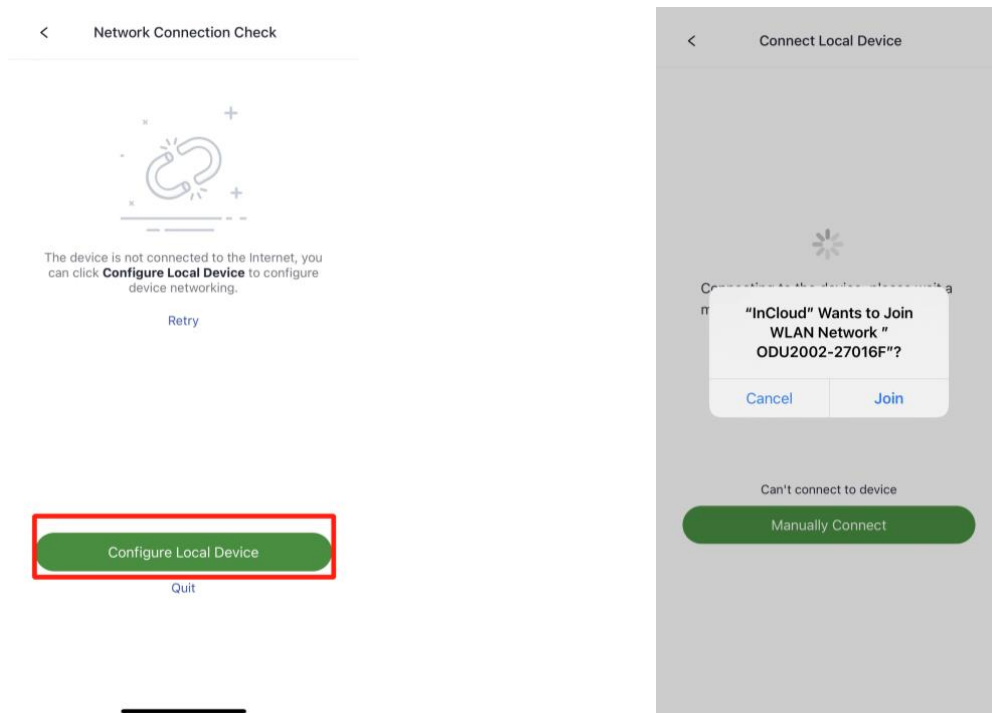 <
Network Connection Check
The device is not connected to the Internet, you
can click Configure Local Device to configure
device networking.
Retry
Configure Local Device
Quit
<
Connect Local Device
"InCloud" Wants to Join
WLAN Network "
ODU2002-27016F"?
Cancel
Join
Can't connect to device
Manually Connect